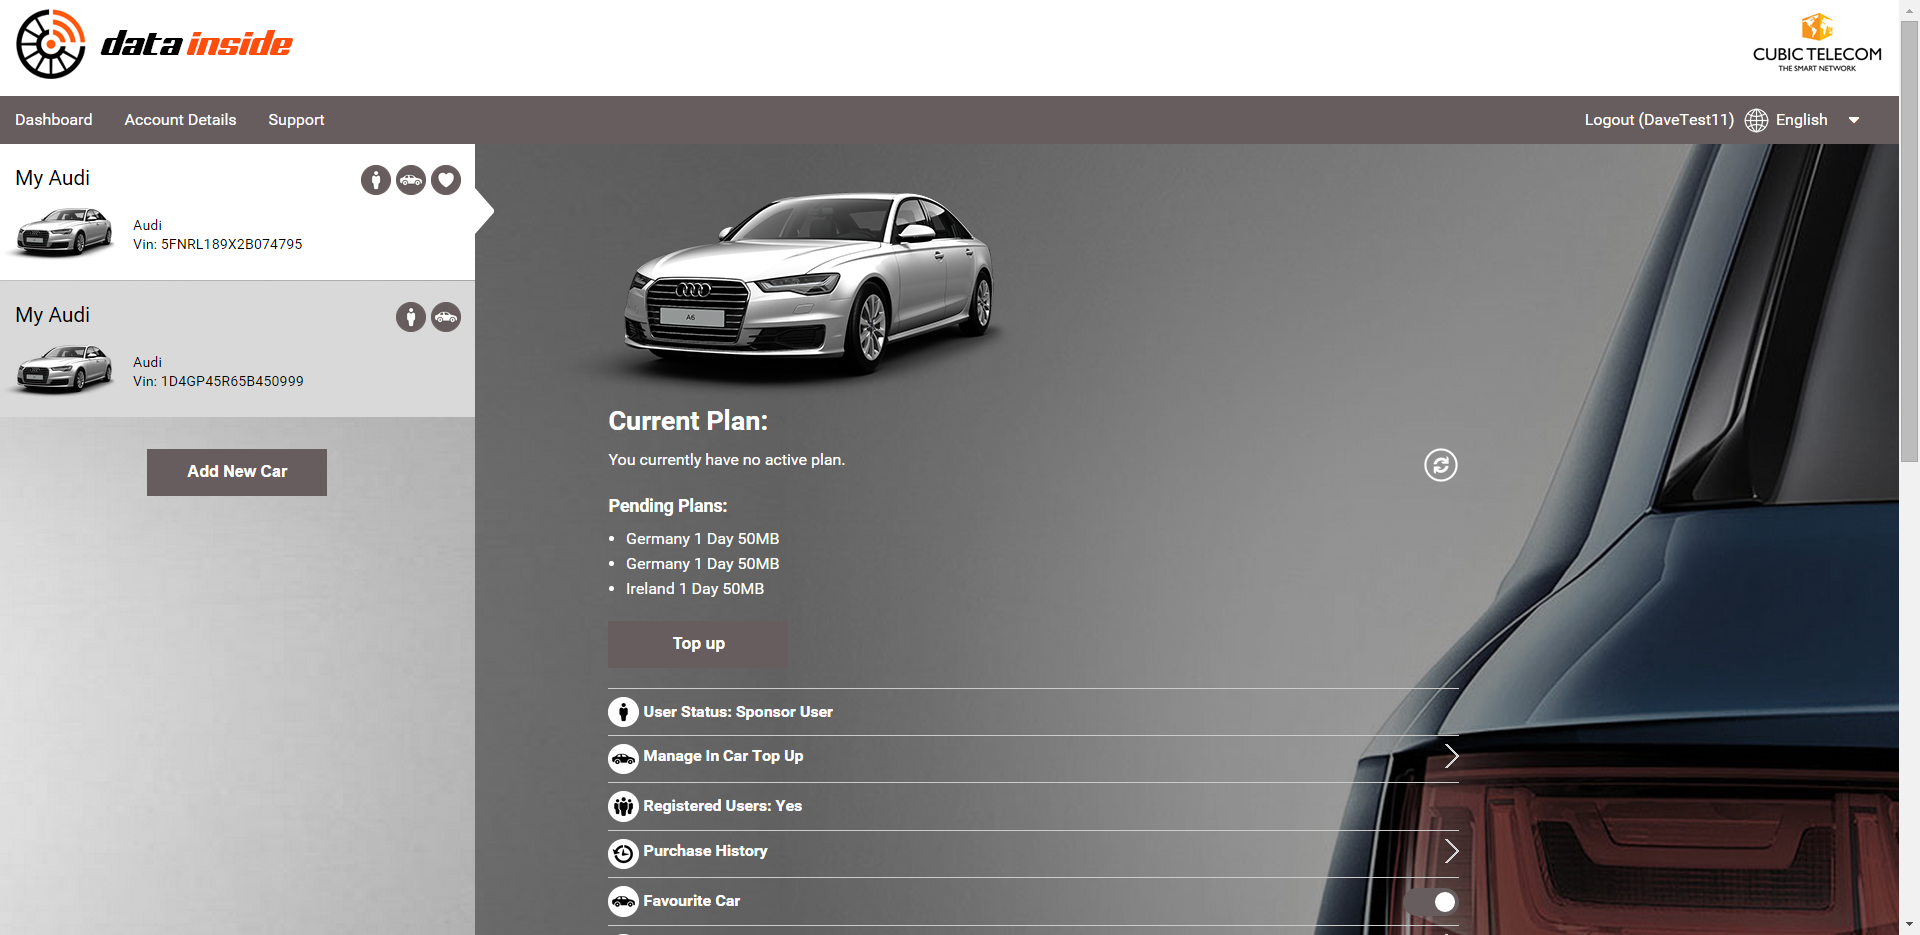 data inside
CUBIC TELECOM
THE SMART NETWORK
Dashboard Account Details Support
Logout (DaveTest11) English
My Audi
Audi
Vin: 5FNRL189X2B074795
My Audi
Audi
Vin: 1D4GP45R65B450999
Add New Car
A6
Current Plan:
You currently have no active plan.
Pending Plans:
• Germany 1 Day 50MB
• Germany 1 Day 50MB
• Ireland 1 Day 50MB
Top up
User Status: Sponsor User
Manage In Car Top Up
Registered Users: Yes
Purchase History
Favourite Car